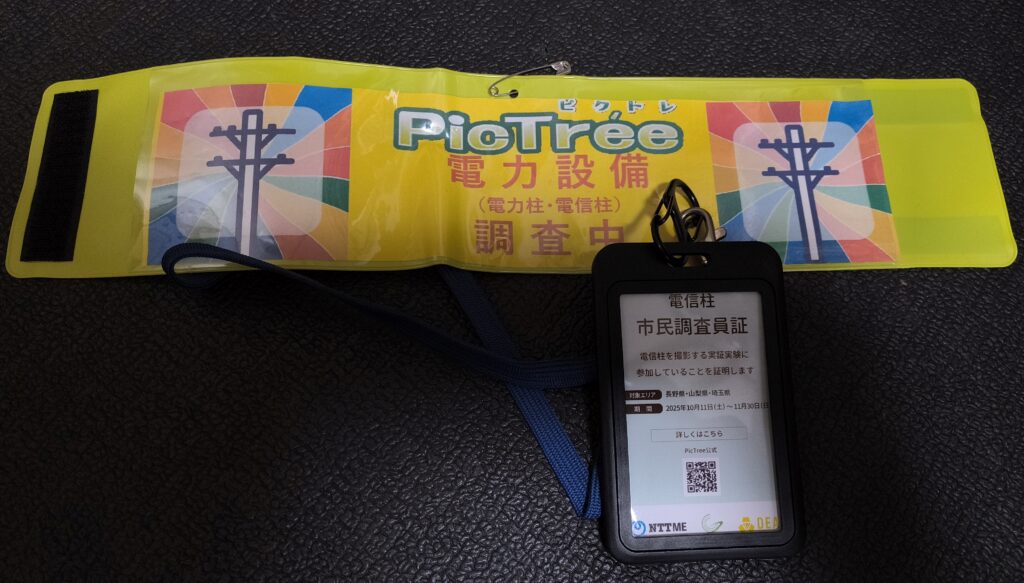 ピクトレ
PicTrée
電力設備
(電力柱・電信柱)
調査中
電信柱
市民調査員証
電信柱を撮影する実証実験に
参加していることを証明します
対象エリア 長野県・山梨県・埼玉県
期 間 2025年10月11日(土)～11月30日(日
詳しくはこちら
PicTree公式
NTTME
DEA